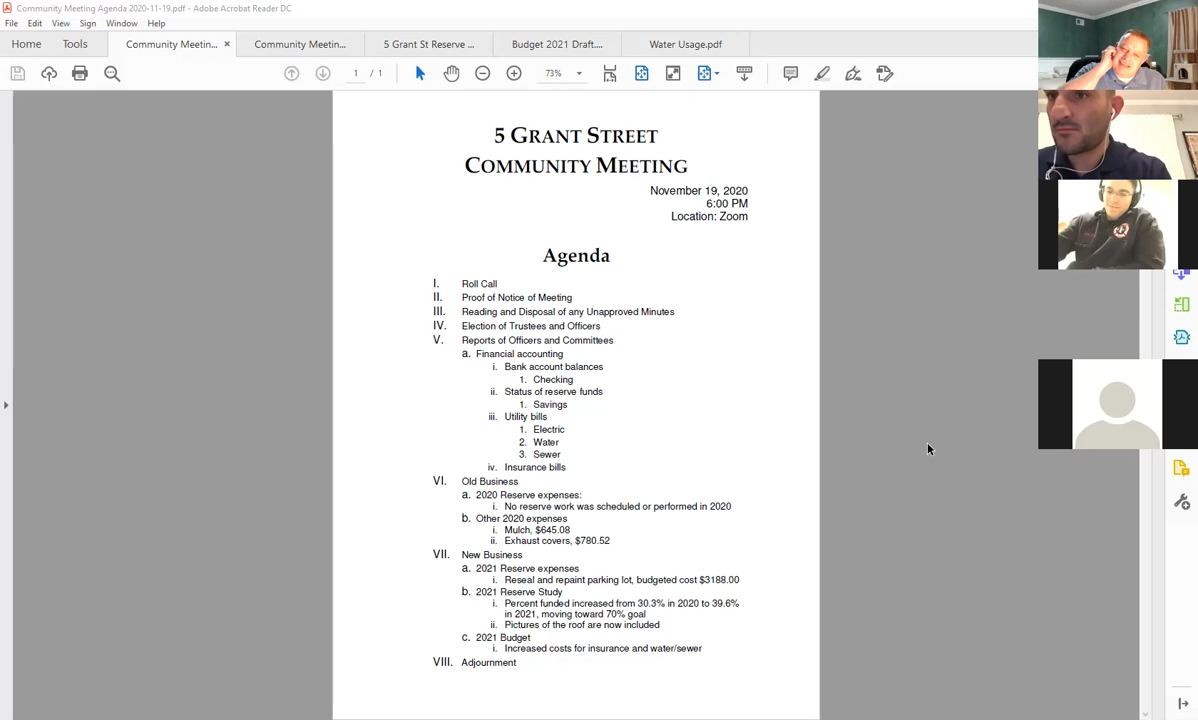 Community Meeting Agenda 2020-11-19.pdf - Adobe Acrobat Reader DC
File Edit View Sign Window Help
Home Tools Community Meetin... × Community Meetin... 5 Grant St Reserve ... Budget 2021 Draft.... Water Usage.pdf
1 / 1 73%
5 GRANT STREET
COMMUNITY MEETING
November 19, 2020
6:00 PM
Location: Zoom
Agenda
I. Roll Call
II. Proof of Notice of Meeting
III. Reading and Disposal of any Unapproved Minutes
IV. Election of Trustees and Officers
V. Reports of Officers and Committees
a. Financial accounting
i. Bank account balances
1. Checking
ii. Status of reserve funds
1. Savings
iii. Utility bills
1. Electric
2. Water
3. Sewer
iv. Insurance bills
VI. Old Business
a. 2020 Reserve expenses:
i. No reserve work was scheduled or performed in 2020
b. Other 2020 expenses
i. Mulch, $645.08
ii. Exhaust covers, $780.52
VII. New Business
a. 2021 Reserve expenses
i. Reseal and repaint parking lot, budgeted cost $3188.00
b. 2021 Reserve Study
i. Percent funded increased from 30.3% in 2020 to 39.6%
in 2021, moving toward 70% goal
ii. Pictures of the roof are now included
c. 2021 Budget
i. Increased costs for insurance and water/sewer
VIII. Adjournment